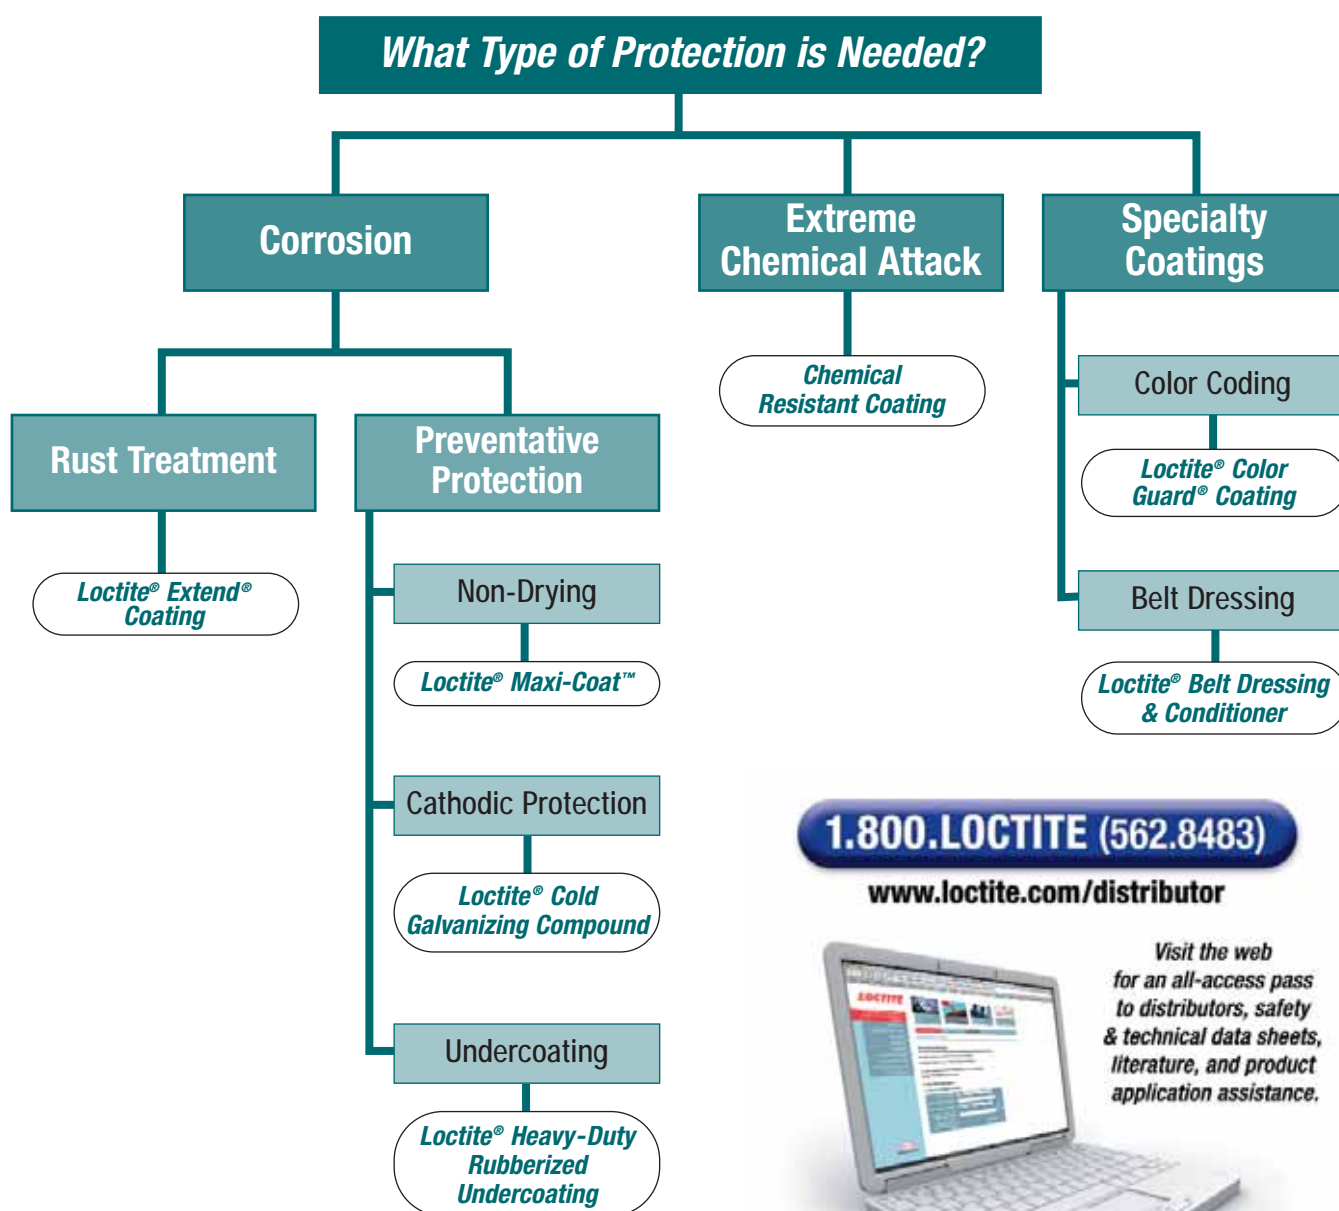 What Type of Protection is Needed?
Corrosion
Extreme
Chemical Attack
Specialty
Coatings
Rust Treatment
Preventative
Protection
Chemical
Resistant Coating
Color Coding
Loctite® Color
Guard® Coating
Loctite® Extend®
Coating
Non-Drying
Loctite® Maxi-Coat™
Belt Dressing
Loctite® Belt Dressing
& Conditioner
Cathodic Protection
Loctite® Cold
Galvanizing Compound
Undercoating
Loctite® Heavy-Duty
Rubberized
Undercoating
1.800.LOCTITE (562.8483)
www.loctite.com/distributor
Visit the web
for an all-access pass
to distributors, safety
& technical data sheets,
literature, and product
application assistance.
LOCTITE